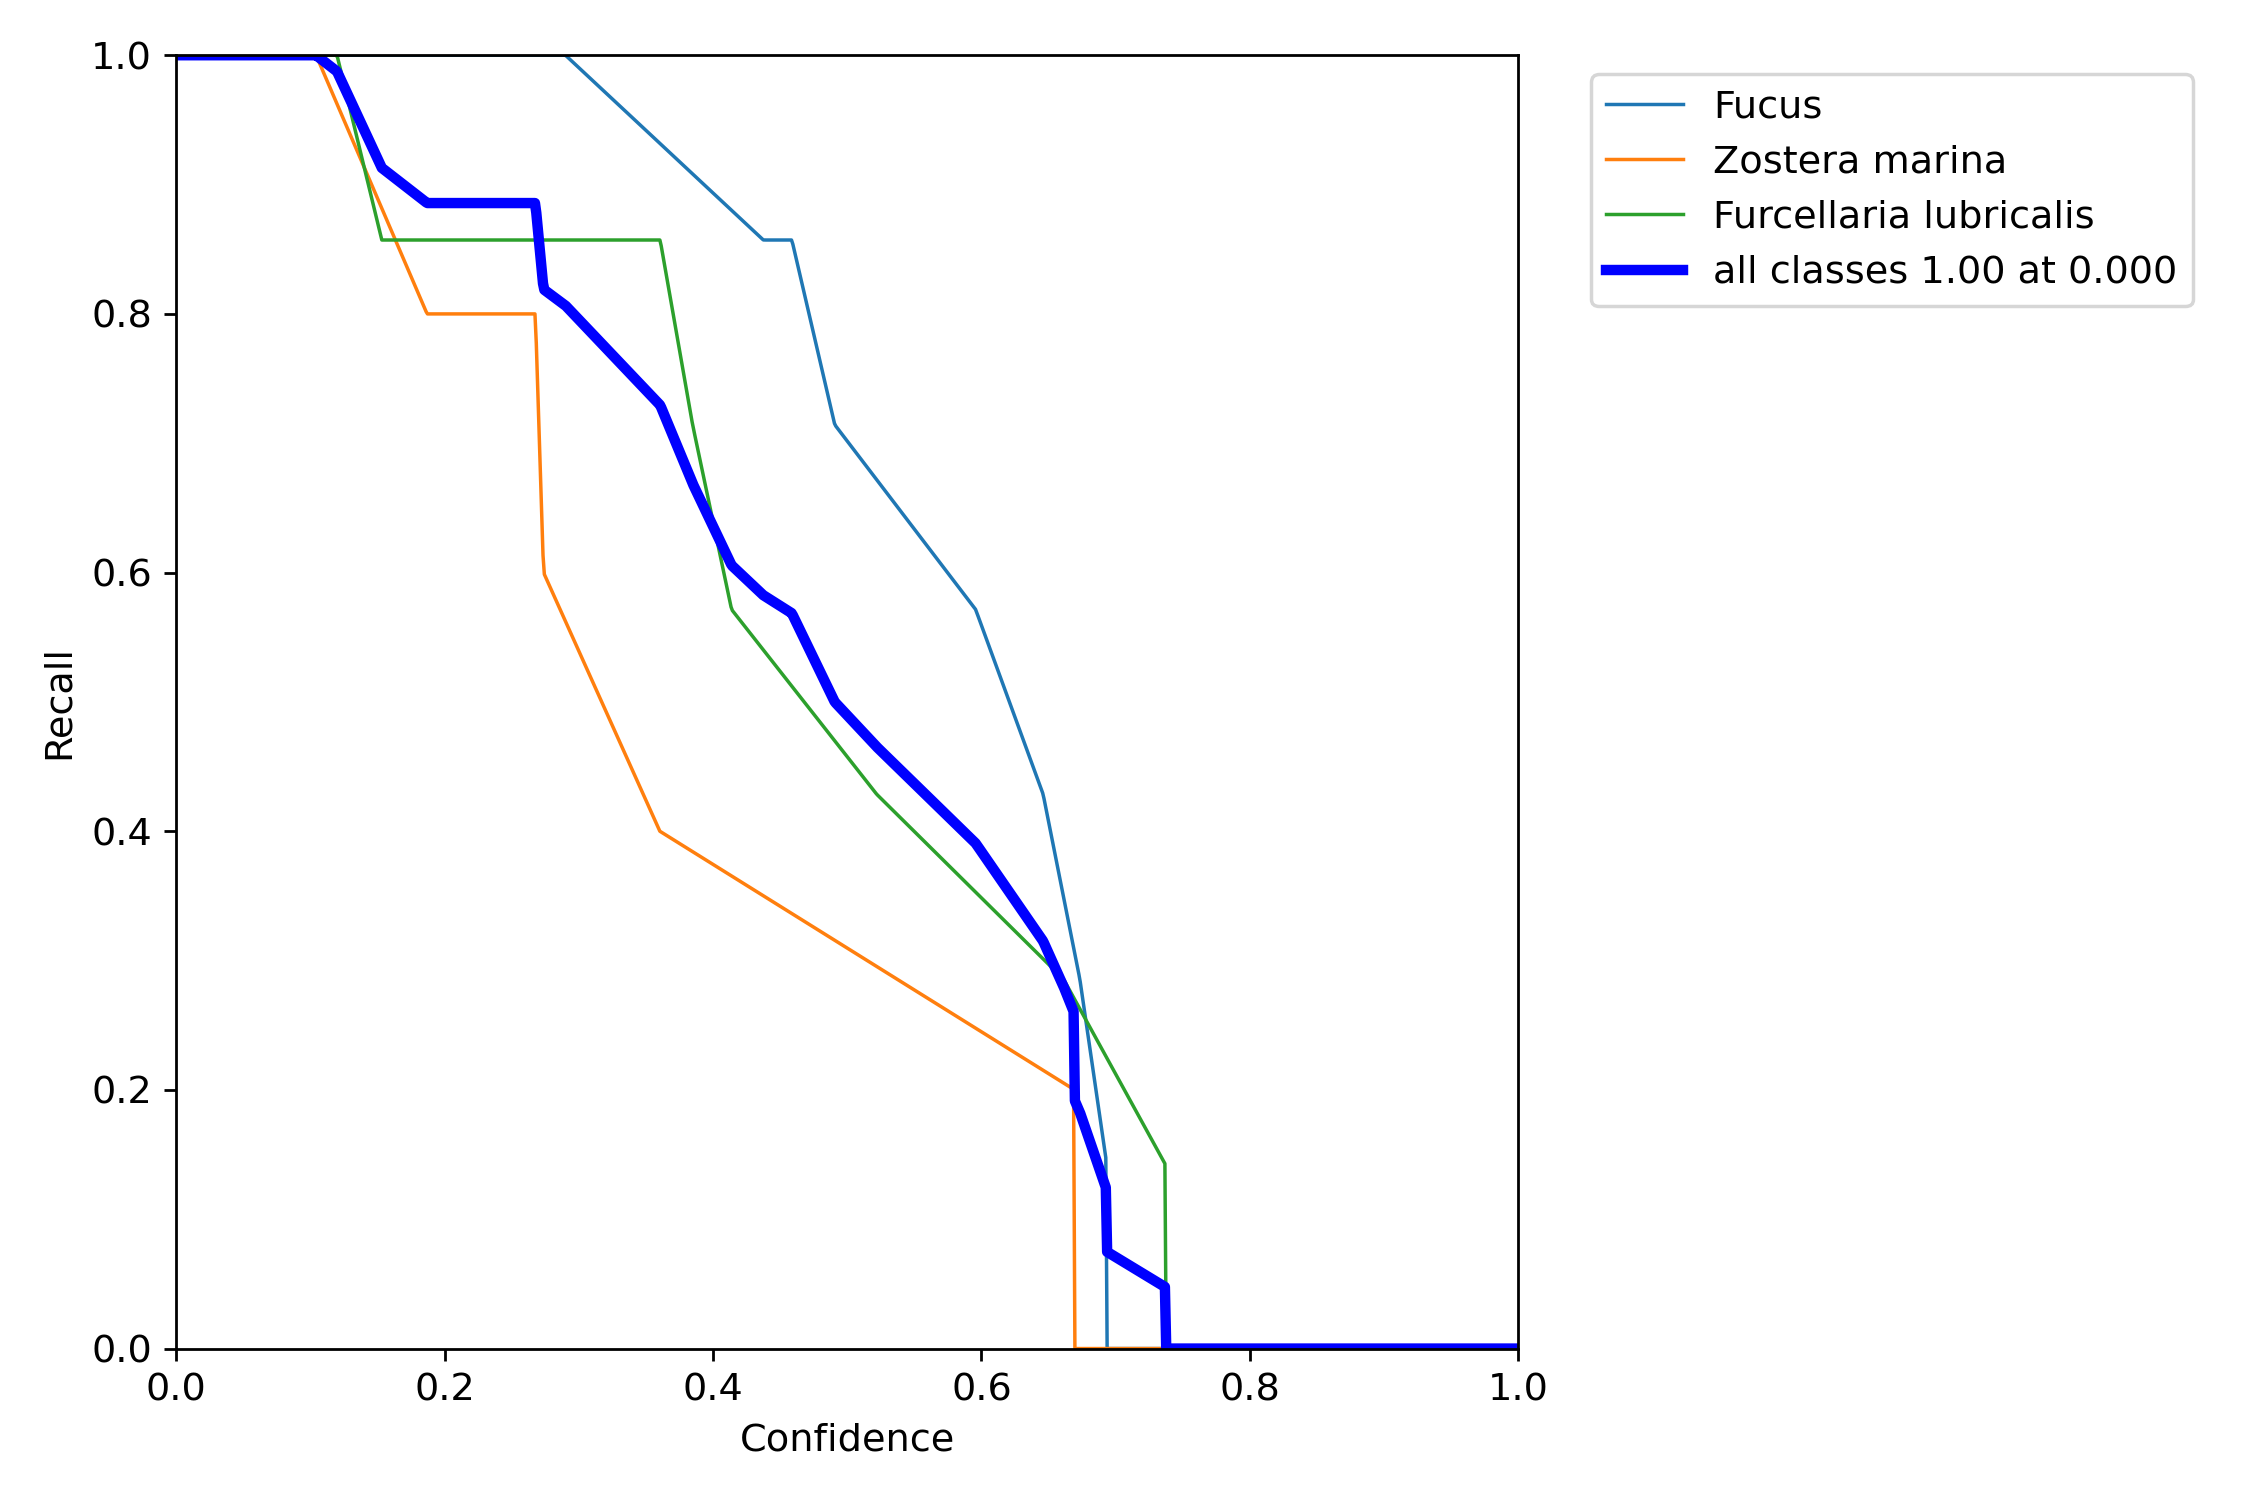 1.0
0.8
0.6
0.4
0.2
0.0
Recall
0.0 0.2 0.4 0.6 0.8 1.0
Confidence
Fucus
Zostera marina
Furcellaria lubricalis
all classes 1.00 at 0.000